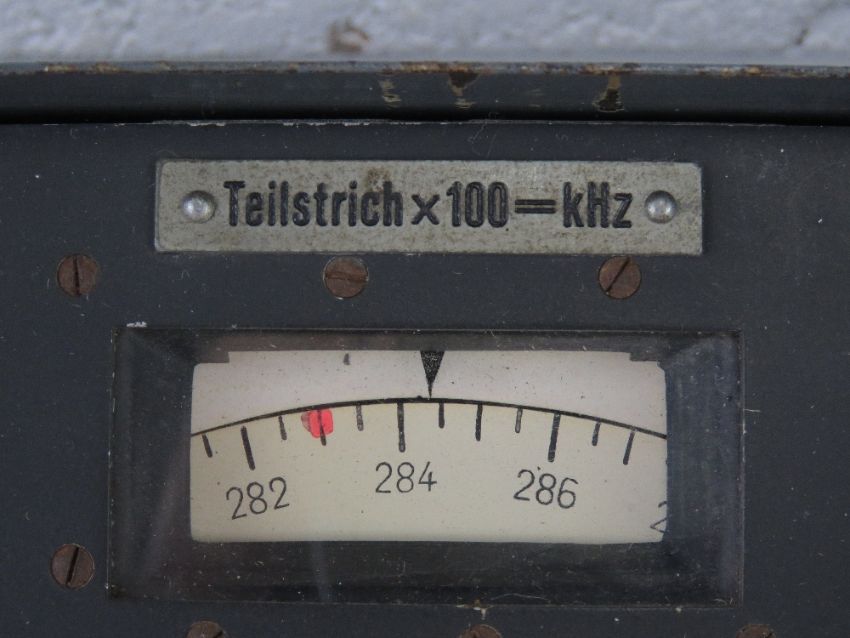 Teilstrich x 100 = kHz
282 284 286